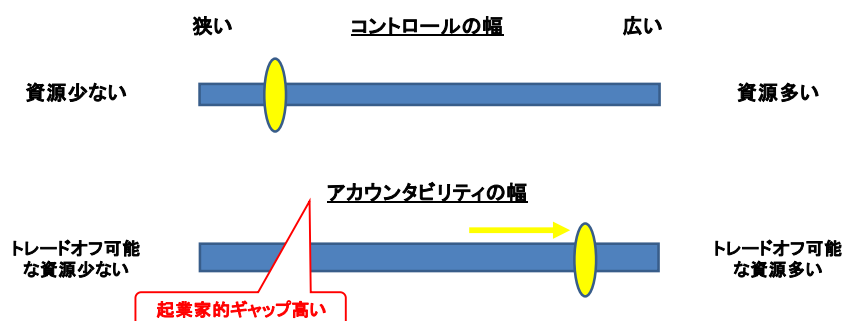 狭い
コントロールの幅
広い
資源少ない
資源多い
アカウンタビリティの幅
トレードオフ可能
な資源少ない
トレードオフ可能
な資源多い
起業家的ギャップ高い